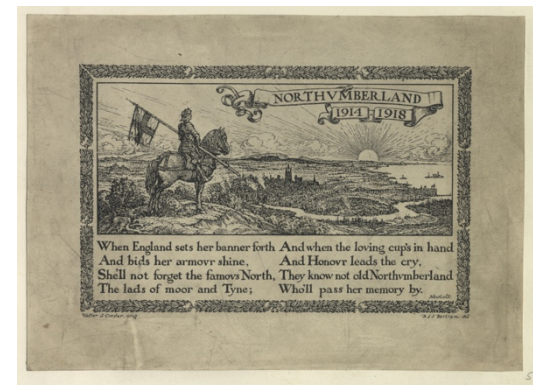 NORTHVMBERLAND
1914 1918
When England sets her banner forth
And bids her armovr shine,
She'll not forget the famovs North,
The lads of moor and Tyne;
And when the loving cup's in hand
And Honovr leads the cry,
They know not old Northvmberland
Who'll pass her memory by.